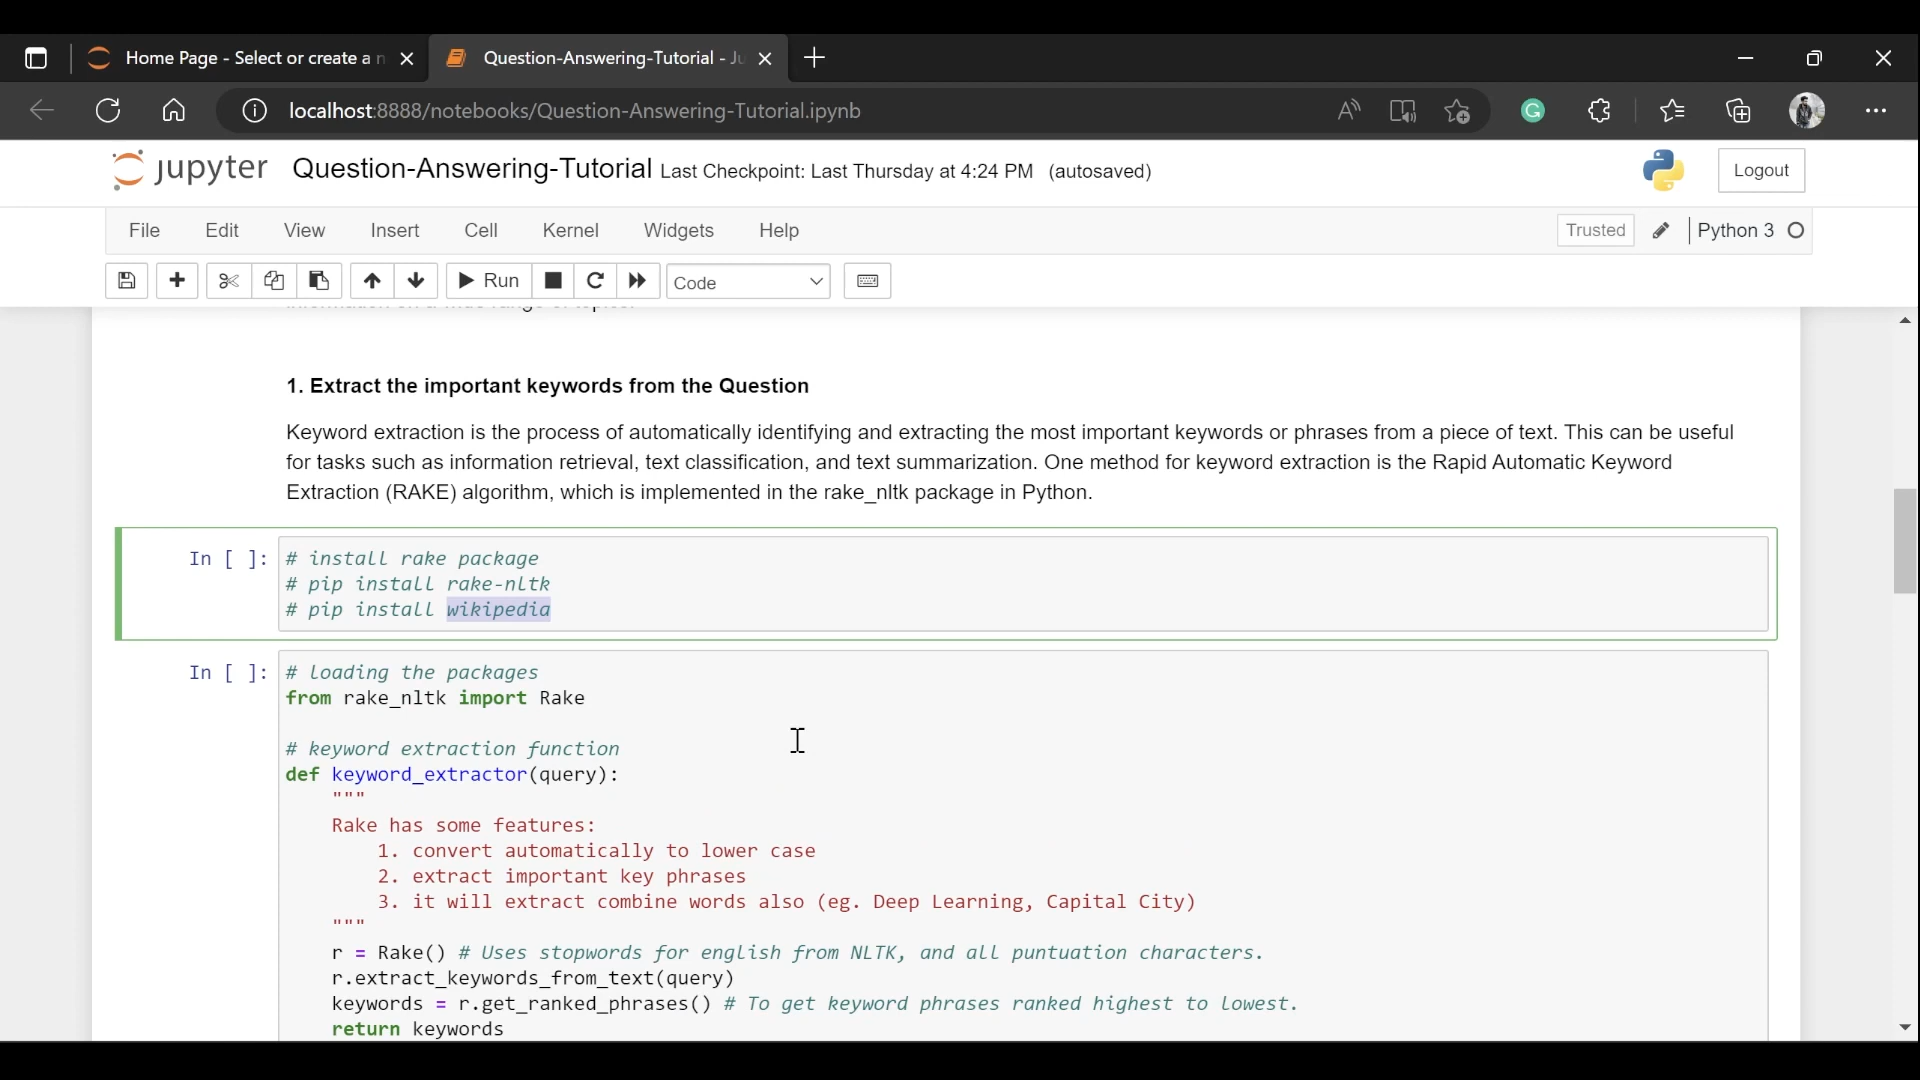 Home Page - Select or create a n
Question-Answering-Tutorial - Ju
localhost:8888/notebooks/Question-Answering-Tutorial.ipynb
jupyter Question-Answering-Tutorial Last Checkpoint: Last Thursday at 4:24 PM (autosaved)
Logout
File Edit View Insert Cell Kernel Widgets Help
Trusted
Python 3
Run
Code
1. Extract the important keywords from the Question
Keyword extraction is the process of automatically identifying and extracting the most important keywords or phrases from a piece of text. This can be useful
for tasks such as information retrieval, text classification, and text summarization. One method for keyword extraction is the Rapid Automatic Keyword
Extraction (RAKE) algorithm, which is implemented in the rake_nltk package in Python.
In [ ]: # install rake package
# pip install rake-nltk
# pip install wikipedia
In [ ]: # Loading the packages
from rake_nltk import Rake
# keyword extraction function
def keyword_extractor(query):
"""
Rake has some features:
1. convert automatically to lower case
2. extract important key phrases
3. it will extract combine words also (eg. Deep Learning, Capital City)
"""
r = Rake() # Uses stopwords for english from NLTK, and all puntuation characters.
r.extract_keywords_from_text(query)
keywords = r.get_ranked_phrases() # To get keyword phrases ranked highest to lowest.
return keywords